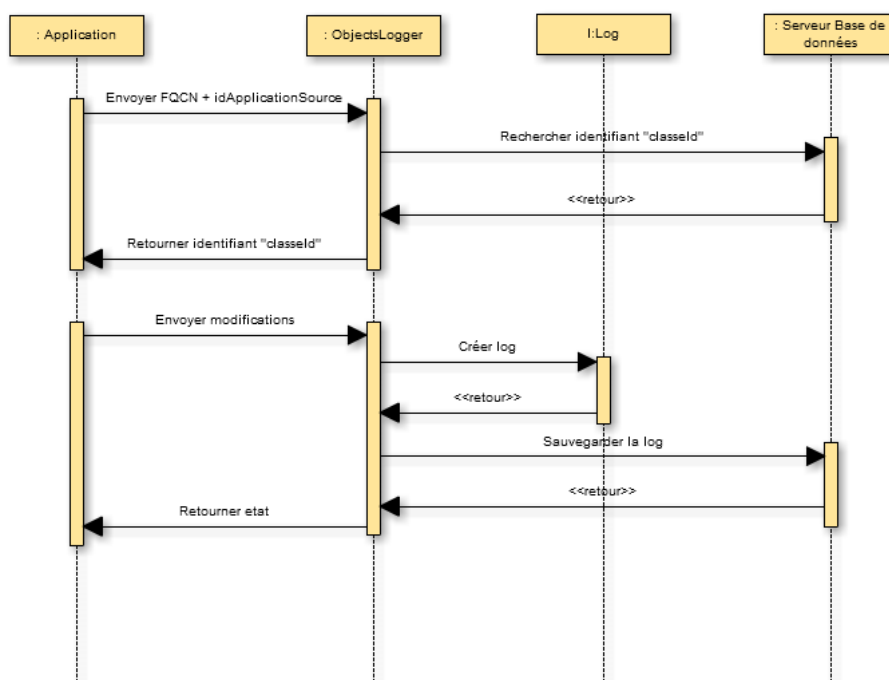 : Application
: ObjectsLogger
l:Log
: Serveur Base de
données
Envoyer FQCN + idApplicationSource
Rechercher identifiant "classeId"
<<retour>>
Retourner identifiant "classeId"
Envoyer modifications
Créer log
<<retour>>
Sauvegarder la log
<<retour>>
Retourner etat